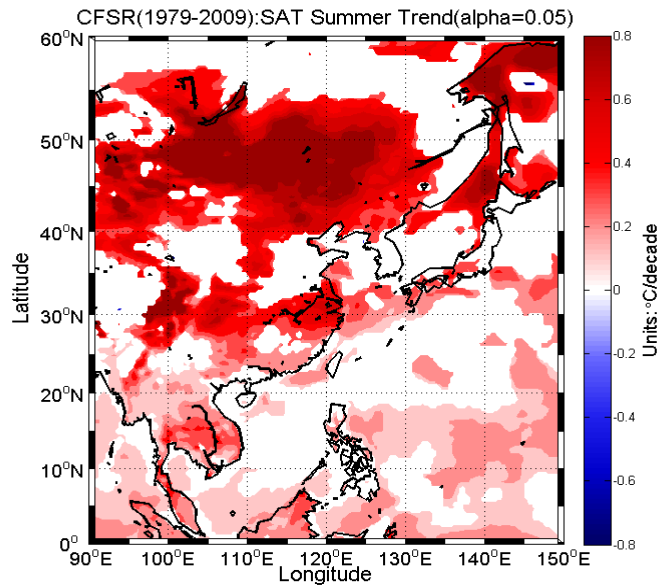 CFSR(1979-2009):SAT Summer Trend(alpha=0.05)
60°N
50°N
40°N
30°N
20°N
10°N
0°
Latitude
90°E 100°E 110°E 120°E 130°E 140°E 150°E
Longitude
0.8
0.6
0.4
0.2
0
-0.2
-0.4
-0.6
-0.8
Units:°C/decade